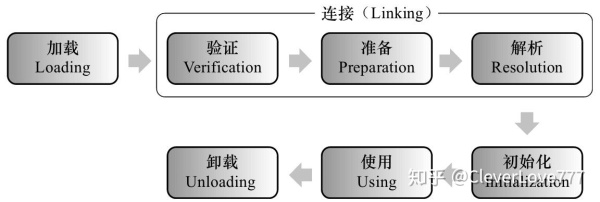 连接（Linking）
加载
Loading
验证
Verification
准备
Preparation
解析
Resolution
卸载
Unloading
使用
Using
初始化
Initialization
知乎 @CleverLove777